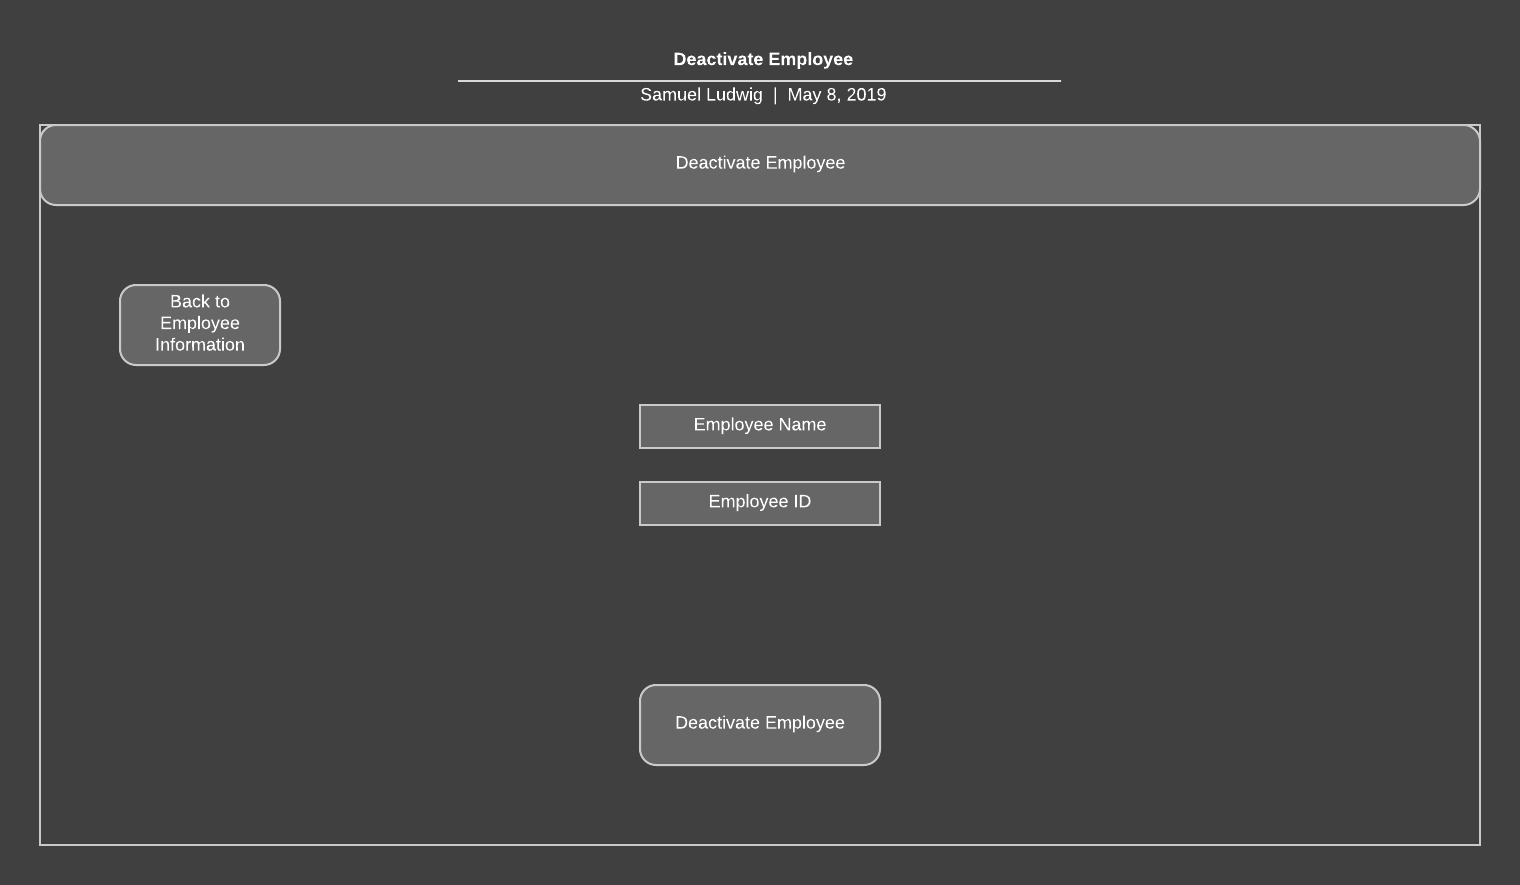 Deactivate Employee
Samuel Ludwig | May 8, 2019
Deactivate Employee
Back to
Employee
Information
Employee Name
Employee ID
Deactivate Employee